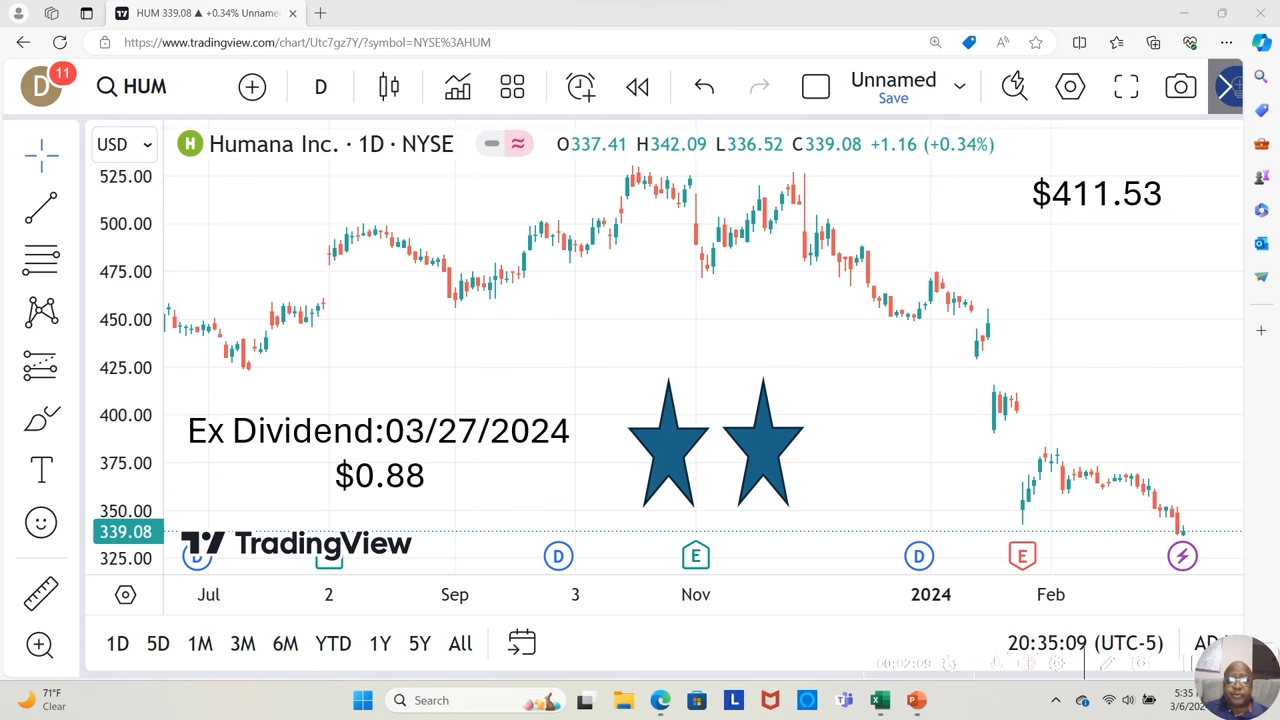 HUM 339.08 ▲ +0.34% Unname
https://www.tradingview.com/chart/Utc7gz7Y/?symbol=NYSE%3AHUM
D
11
HUM
D
Unnamed
Save
USD
H
Humana Inc. · 1D · NYSE
O337.41 H342.09 L336.52 C339.08 +1.16 (+0.34%)
$411.53
525.00
500.00
475.00
450.00
425.00
400.00
375.00
350.00
339.08
325.00
Ex Dividend:03/27/2024
$0.88
TradingView
D
D
E
D
E
Jul
2
Sep
3
Nov
2024
Feb
1D 5D 1M 3M 6M YTD 1Y 5Y All
20:35:09 (UTC-5)
00:02:09
71°F
Clear
Search
L
5:35
3/6/202